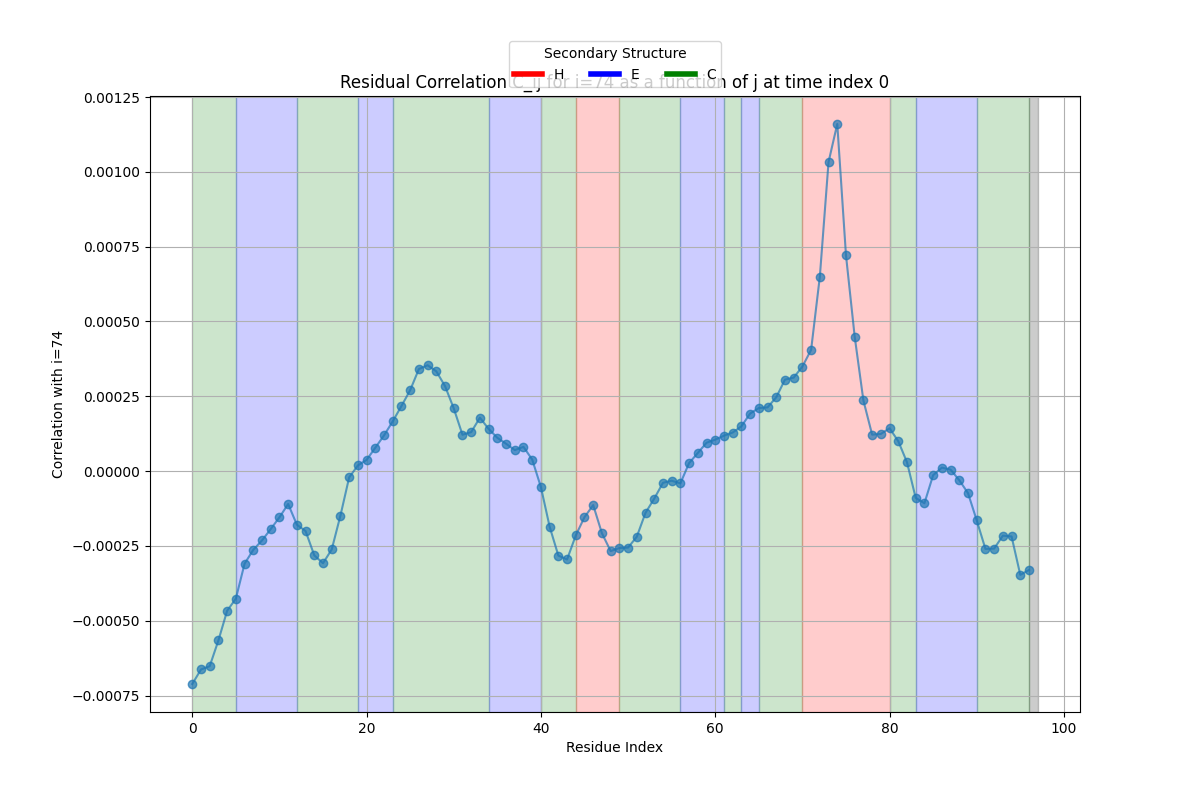 Secondary Structure
H E C
Residual Correlation C_ij for i=74 as a function of j at time index 0
0.00125
0.00100
0.00075
0.00050
0.00025
0.00000
−0.00025
−0.00050
−0.00075
Correlation with i=74
0 20 40 60 80 100
Residue Index